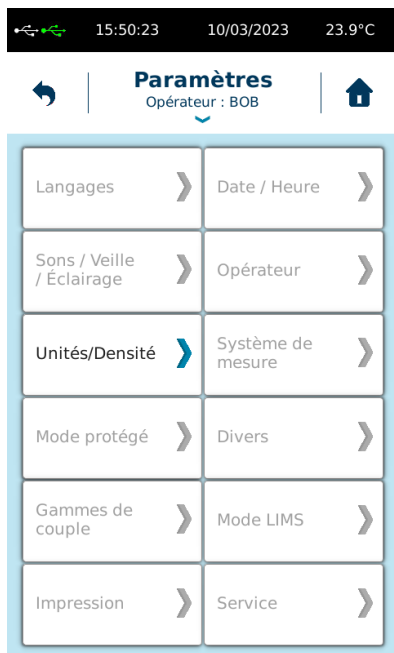 15:50:23 10/03/2023 23.9°C
Paramètres
Opérateur : BOB
Langages
Date / Heure
Sons / Veille
/ Éclairage
Opérateur
Unités/Densité
Système de
mesure
Mode protégé
Divers
Gammes de
couple
Mode LIMS
Impression
Service